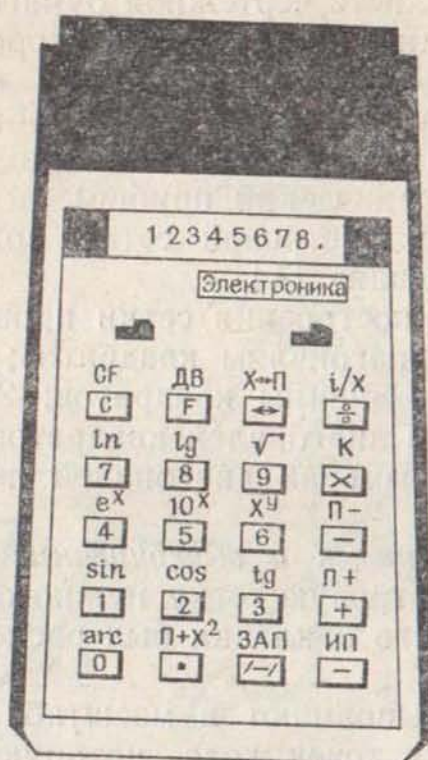 12345678.
Электроника
CF ДВ X↔П i/x
C F ↔ ÷
ln lg √ К
7 8 9 ×
eˣ 10ˣ Xʸ П-
4 5 6 -
sin cos tg П+
1 2 3 +
arc П+X² ЗАП ИП
0 • /-/ -